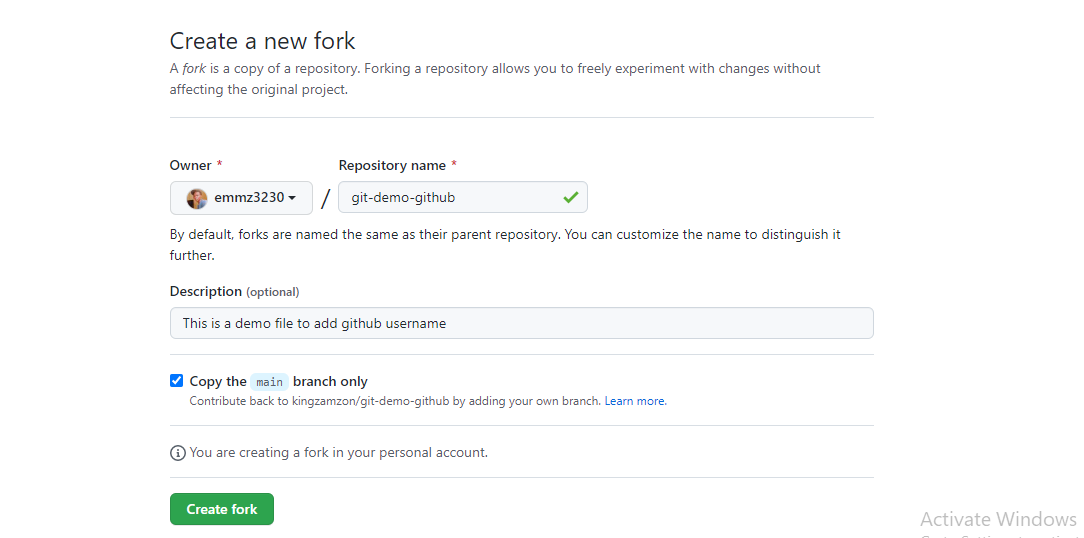 Create a new fork
A fork is a copy of a repository. Forking a repository allows you to freely experiment with changes without
affecting the original project.
Owner *
Repository name *
emmz3230 / git-demo-github
By default, forks are named the same as their parent repository. You can customize the name to distinguish it
further.
Description (optional)
This is a demo file to add github username
Copy the main branch only
Contribute back to kingzamzon/git-demo-github by adding your own branch. Learn more.
You are creating a fork in your personal account.
Create fork
Activate Windows